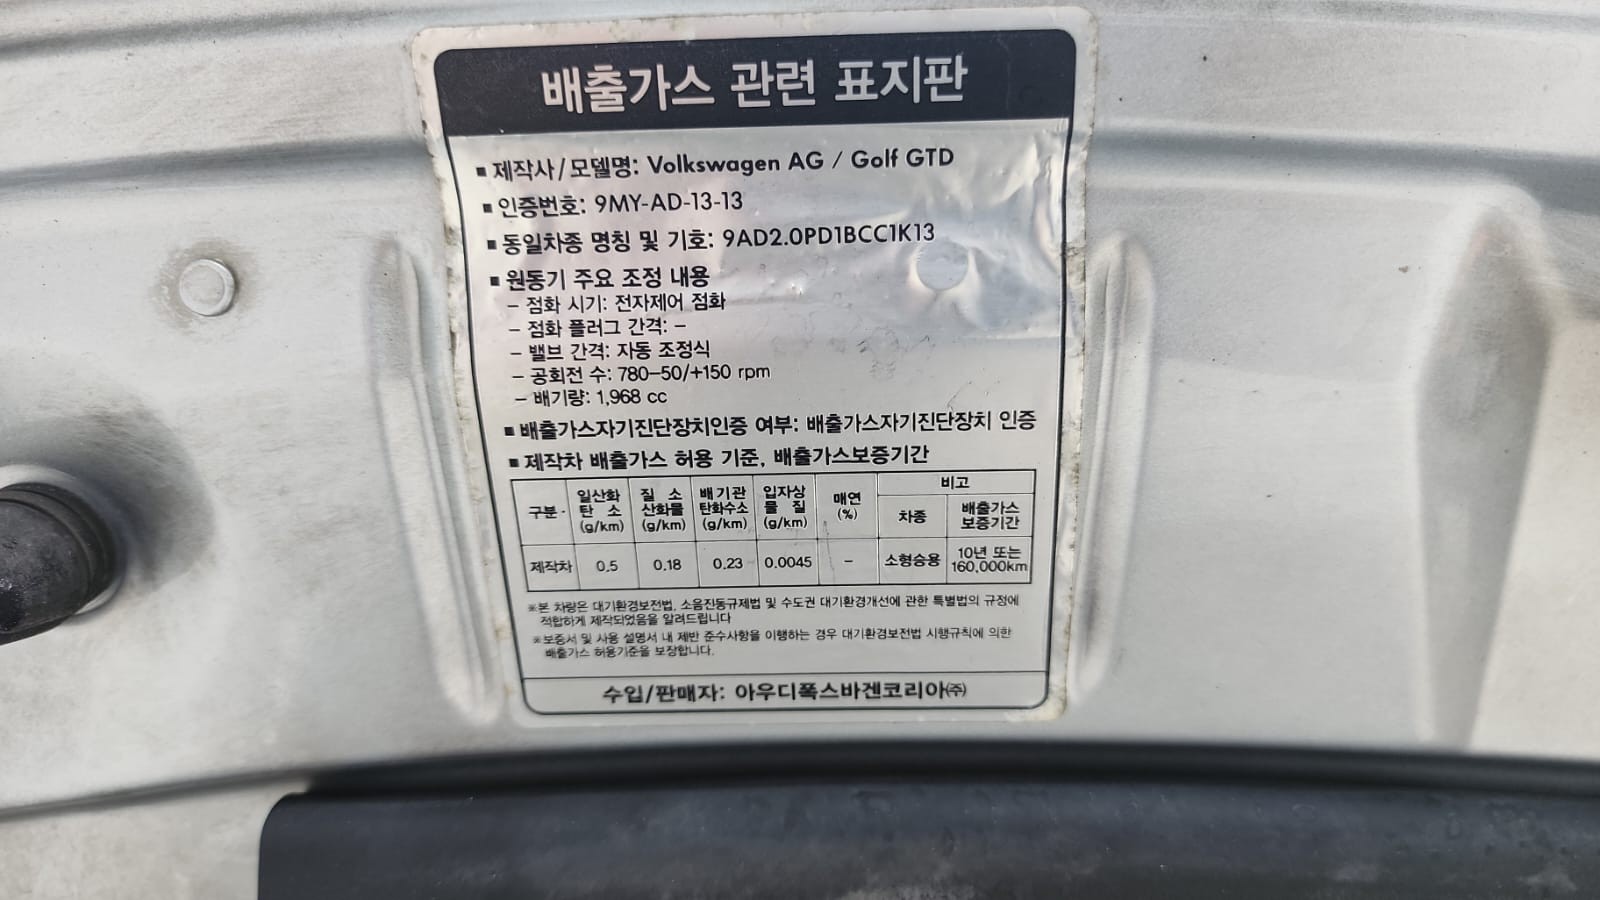 배출가스 관련 표지판
▪ 제작사/모델명: Volkswagen AG / Golf GTD
▪ 인증번호: 9MY-AD-13-13
▪ 동일차종 명칭 및 기호: 9AD2.0PD1BCC1K13
▪ 원동기 주요 조정 내용
– 점화 시기: 전자제어 점화
– 점화 플러그 간격: –
– 밸브 간격: 자동 조정식
– 공회전 수: 780-50/+150 rpm
– 배기량: 1,968 cc
▪ 배출가스자기진단장치인증 여부: 배출가스자기진단장치 인증
▪ 제작차 배출가스 허용 기준, 배출가스보증기간
구분 일산화탄소 (g/km) 질소산화물 (g/km) 배기관탄화수소 (g/km) 입자상물질 (g/km) 매연 (%) 비고
차종 배출가스 보증기간
제작차 0.5 0.18 0.23 0.0045 – 소형승용 10년 또는 160,000km
※본 차량은 대기환경보전법, 소음진동규제법 및 수도권 대기환경개선에 관한 특별법의 규정에
적합하게 제작되었음을 알려드립니다
※보증서 및 사용 설명서 내 제반 준수사항을 이행하는 경우 대기환경보전법 시행규칙에 의한
배출가스 허용기준을 보장합니다.
수입/판매자: 아우디폭스바겐코리아㈜